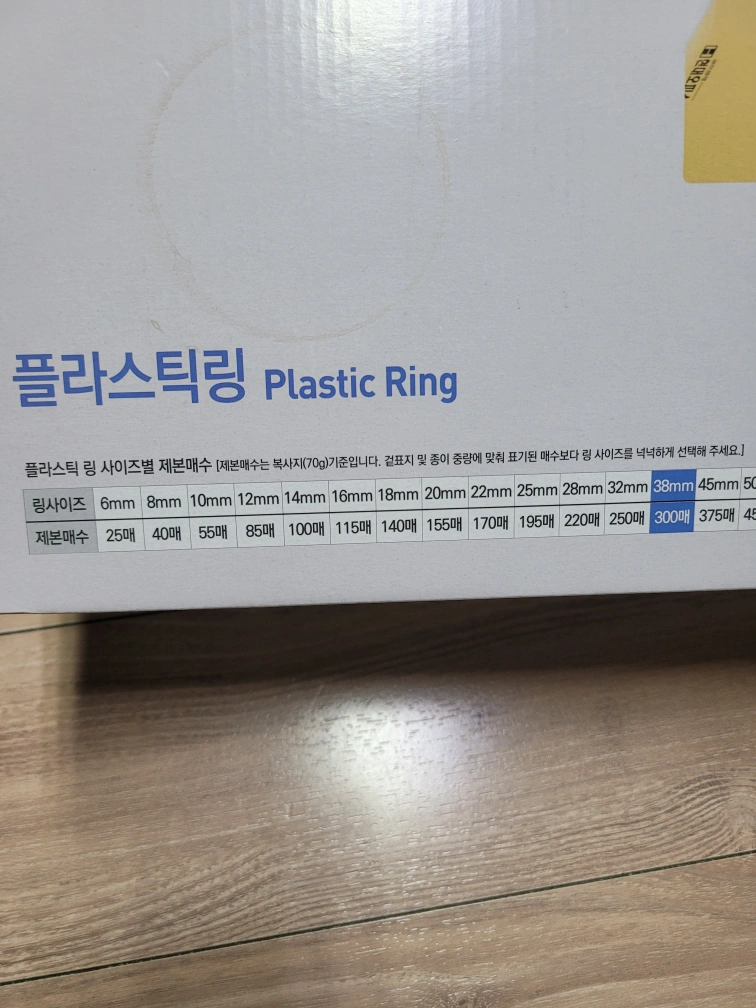 현대오피스
플라스틱링 Plastic Ring
플라스틱 링 사이즈별 제본매수 [제본매수는 복사지(70g)기준입니다. 겉표지 및 종이 중량에 맞춰 표기된 매수보다 링 사이즈를 넉넉하게 선택해 주세요.]
링사이즈 6mm 8mm 10mm 12mm 14mm 16mm 18mm 20mm 22mm 25mm 28mm 32mm 38mm 45mm 50
제본매수 25매 40매 55매 85매 100매 115매 140매 155매 170매 195매 220매 250매 300매 375매 45